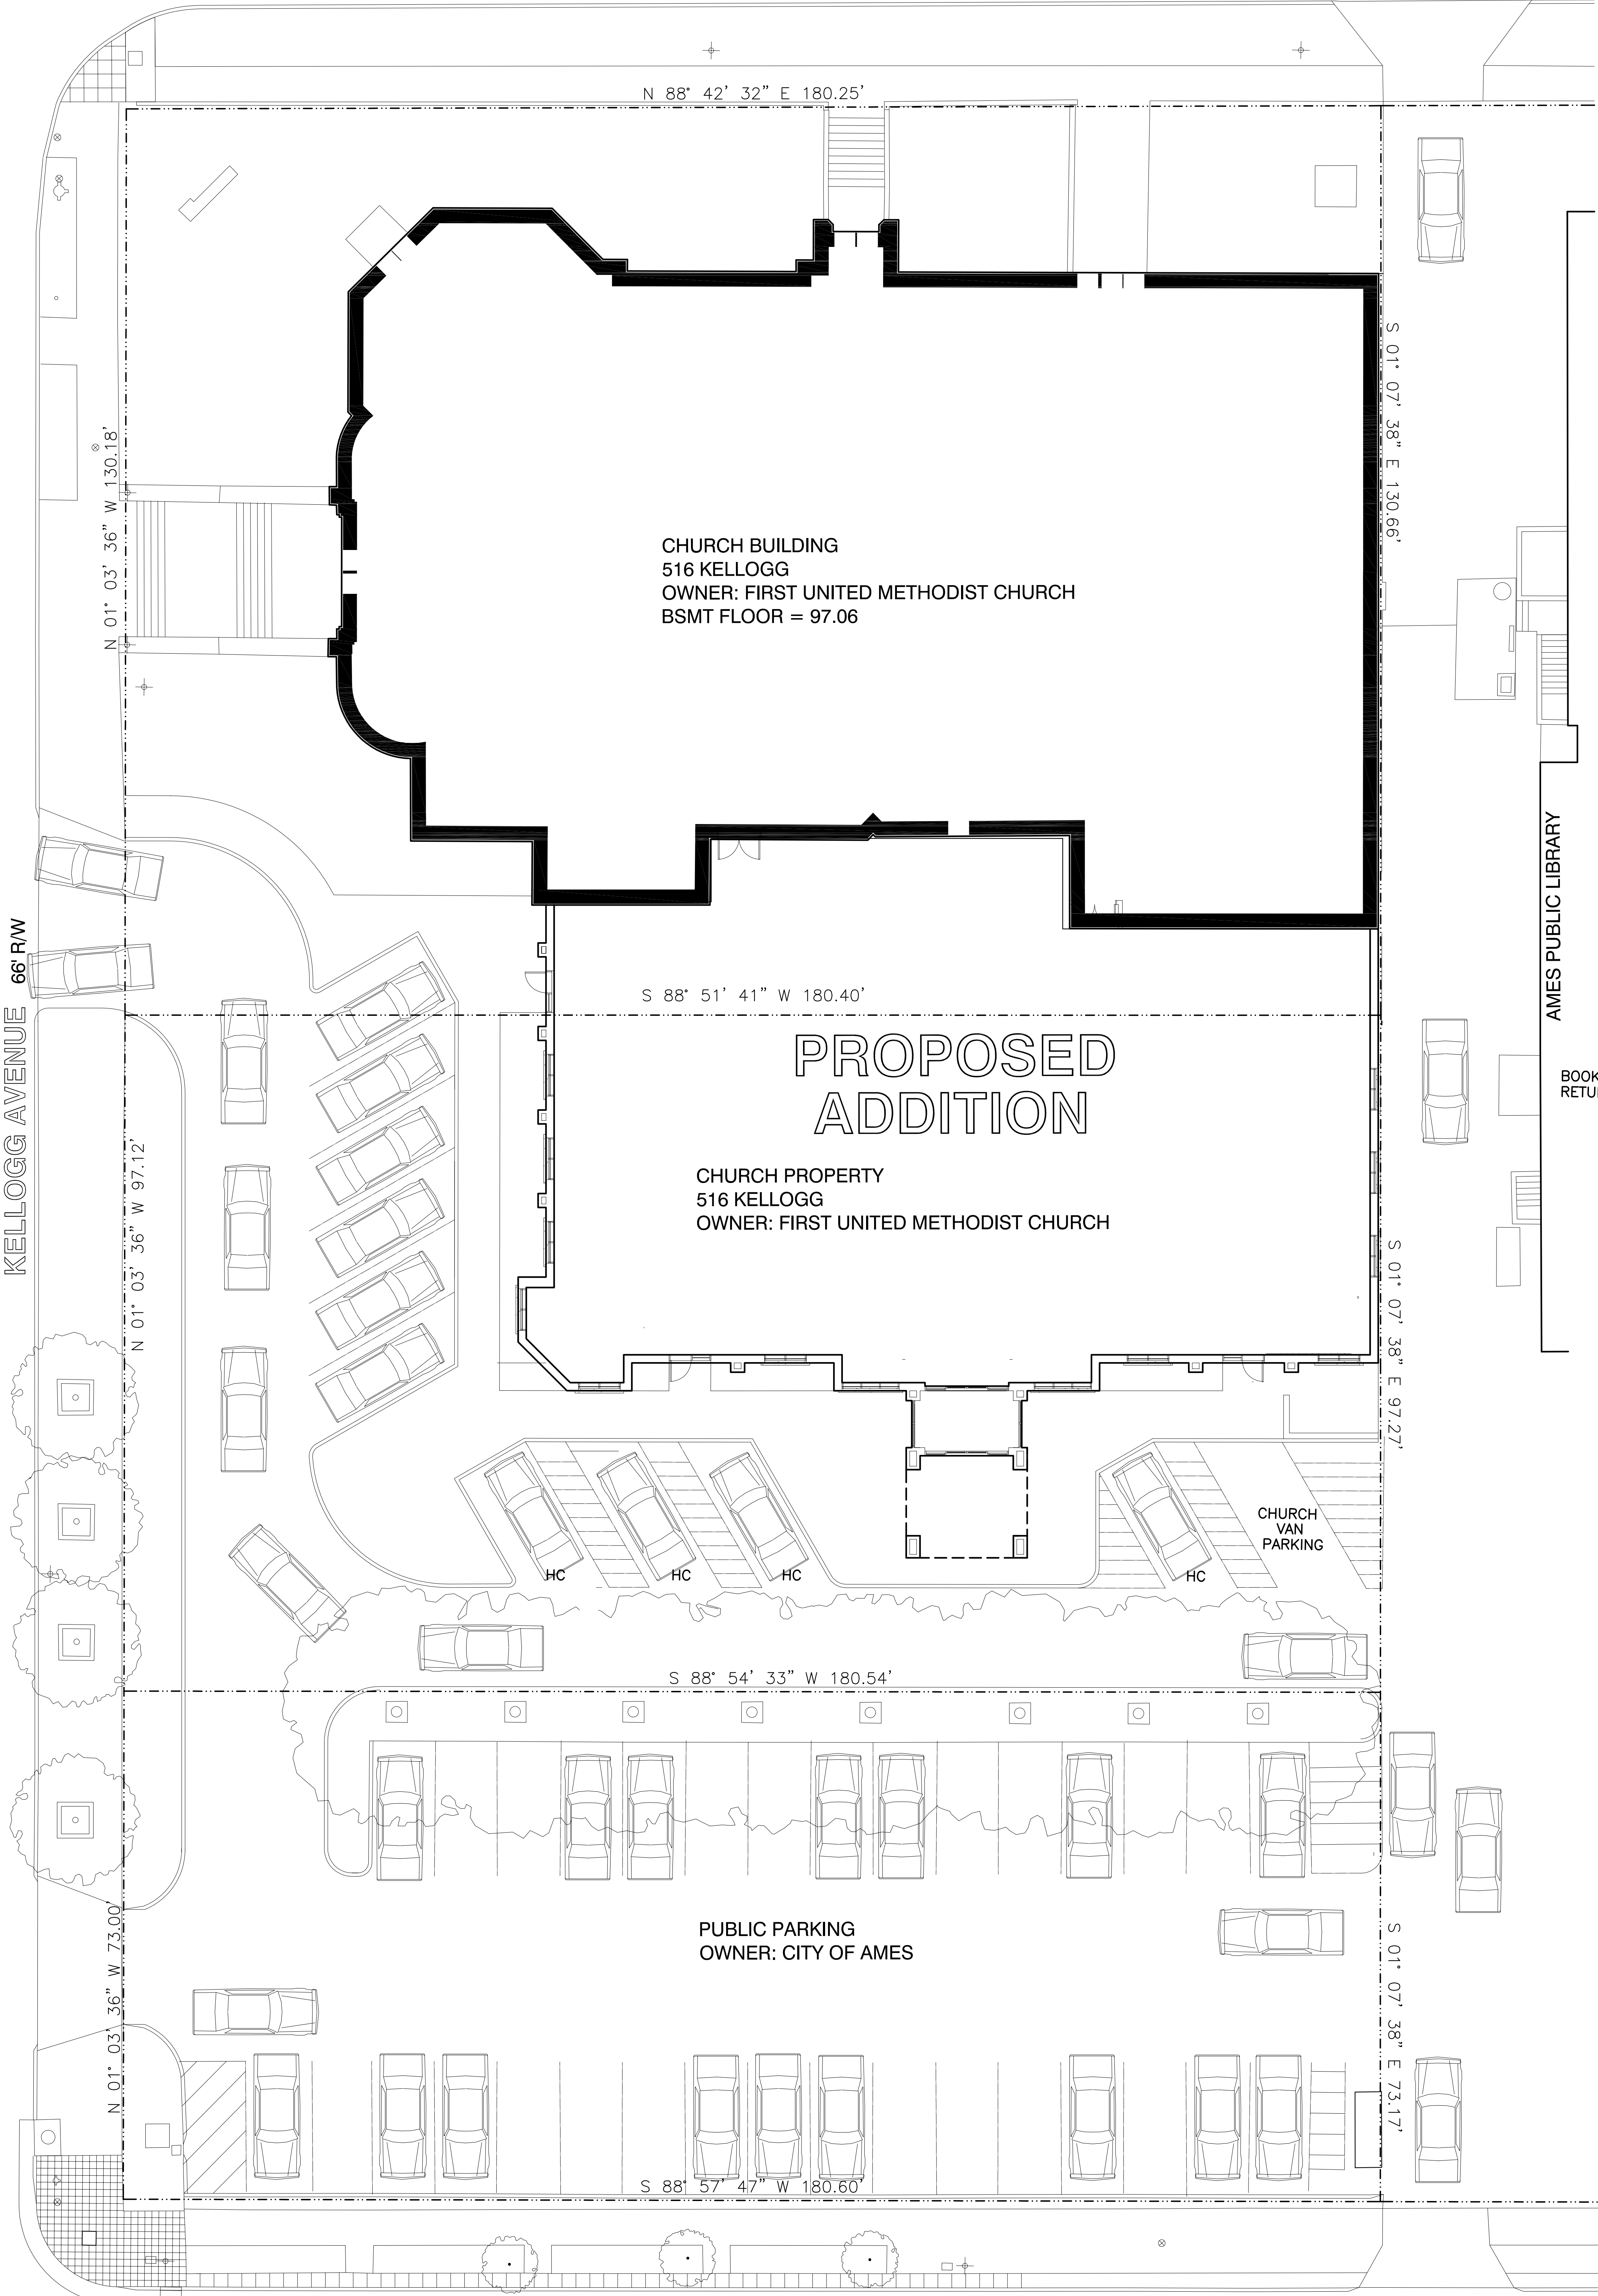 N 88° 42' 32" E 180.25'
S 01° 07' 38" E 130.66'
N 01° 03' 36" W 130.18'
CHURCH BUILDING
516 KELLOGG
OWNER: FIRST UNITED METHODIST CHURCH
BSMT FLOOR = 97.06
AMES PUBLIC LIBRARY
KELLOGG AVENUE 66' R/W
S 88° 51' 41" W 180.40'
PROPOSED
ADDITION
BOOK
CHURCH PROPERTY
516 KELLOGG
OWNER: FIRST UNITED METHODIST CHURCH
N 01° 03' 36" W 97.12'
S 01° 07' 38" E 97.27'
CHURCH
VAN
PARKING
HC
HC
HC
HC
S 88° 54' 33" W 180.54'
PUBLIC PARKING
OWNER: CITY OF AMES
N 01° 03' 36" W 73.00'
S 01° 07' 38" E 73.17'
S 88° 57' 47" W 180.60'